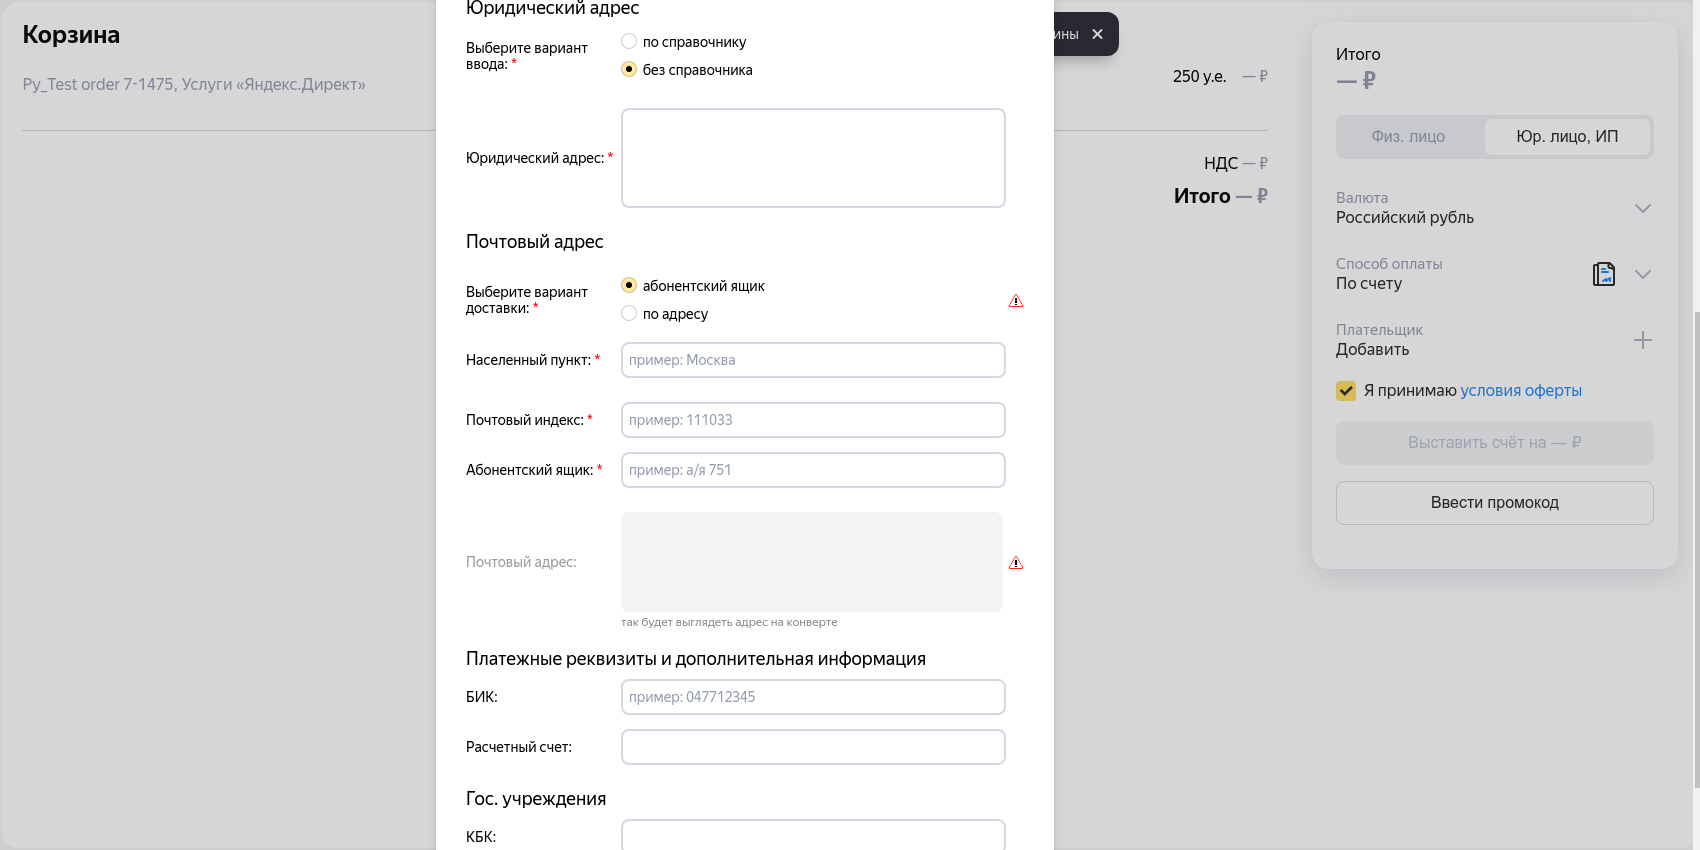 Корзина
Py_Test order 7-1475, Услуги «Яндекс.Директ»
250 у.е. — ₽
НДС — ₽
Итого — ₽
Юридический адрес
Выберите вариант
ввода: *
по справочнику
без справочника
Юридический адрес: *
Почтовый адрес
Выберите вариант
доставки: *
абонентский ящик
по адресу
Населенный пункт: *
пример: Москва
Почтовый индекс: *
пример: 111033
Абонентский ящик: *
пример: а/я 751
Почтовый адрес:
так будет выглядеть адрес на конверте
Платежные реквизиты и дополнительная информация
БИК:
пример: 047712345
Расчетный счет:
Гос. учреждения
КБК:
Итого
— ₽
Физ. лицо
Юр. лицо, ИП
Валюта
Российский рубль
Способ оплаты
По счету
Плательщик
Добавить
Я принимаю условия оферты
Выставить счёт на — ₽
Ввести промокод